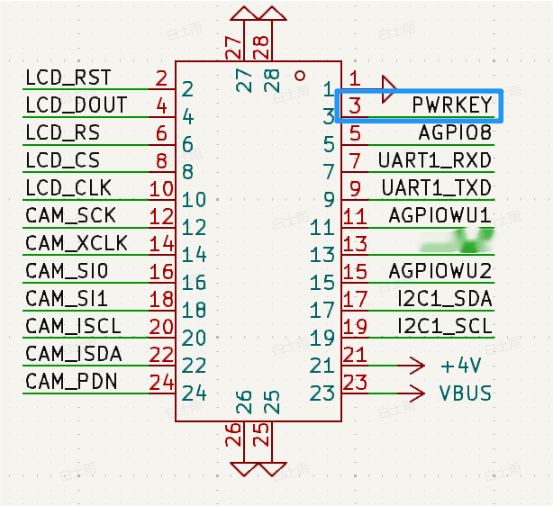 27 28
27 28
LCD_RST 2 2 1 1
LCD_DOUT 4 4 3 3 PWRKEY
LCD_RS 6 6 5 5 AGPIO8
LCD_CS 8 8 7 7 UART1_RXD
LCD_CLK 10 10 9 9 UART1_TXD
CAM_SCK 12 12 11 11 AGPIOWU1
CAM_XCLK 14 14 13 13
CAM_SI0 16 16 15 15 AGPIOWU2
CAM_SI1 18 18 17 17 I2C1_SDA
CAM_ISCL 20 20 19 19 I2C1_SCL
CAM_ISDA 22 22 21 21 +4V
CAM_PDN 24 24 23 23 VBUS
26 25
26 25